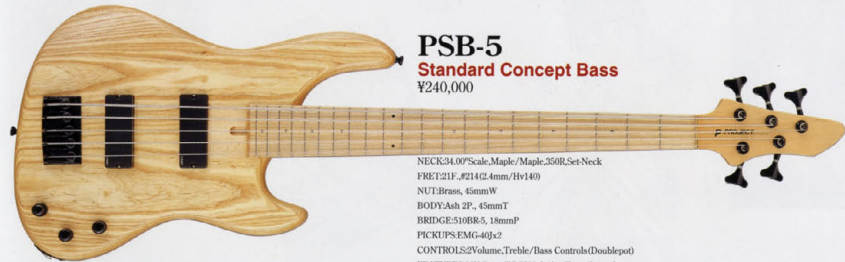 PSB-5
Standard Concept Bass
¥240,000
P-PROJECT
NECK:34.00"Scale,Maple/Maple,350R,Set-Neck
FRET:21F.,#214(2.4mm/Hv140)
NUT:Brass, 45mmW
BODY:Ash 2P., 45mmT
BRIDGE:510BR-5, 18mmP
PICKUPS:EMG-40Jx2
CONTROLS:2Volume,Treble/Bass Controls(Doublepot)